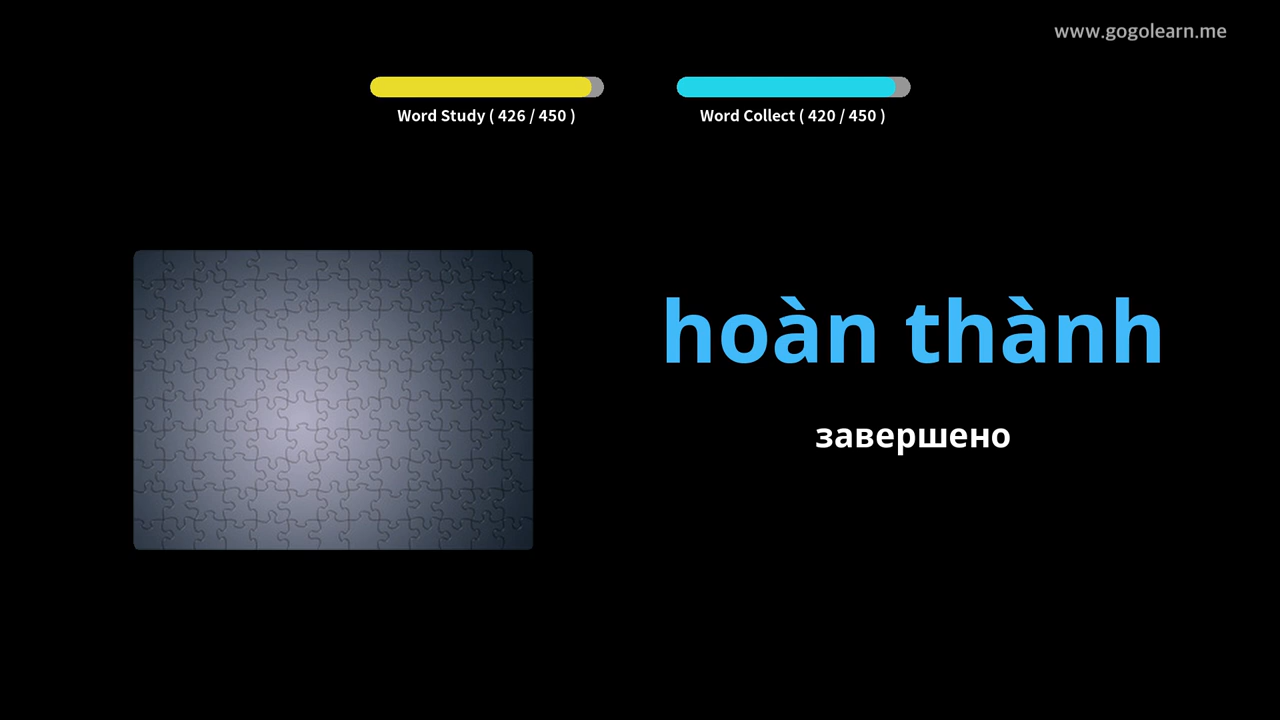 www.gogolearn.me
Word Study ( 426 / 450 )
Word Collect ( 420 / 450 )
hoàn thành
завершено